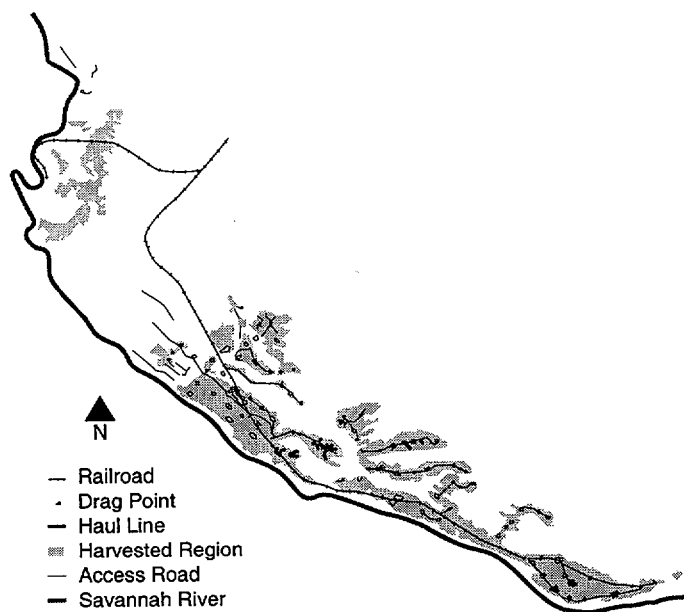 N
Railroad
Drag Point
Haul Line
Harvested Region
Access Road
Savannah River